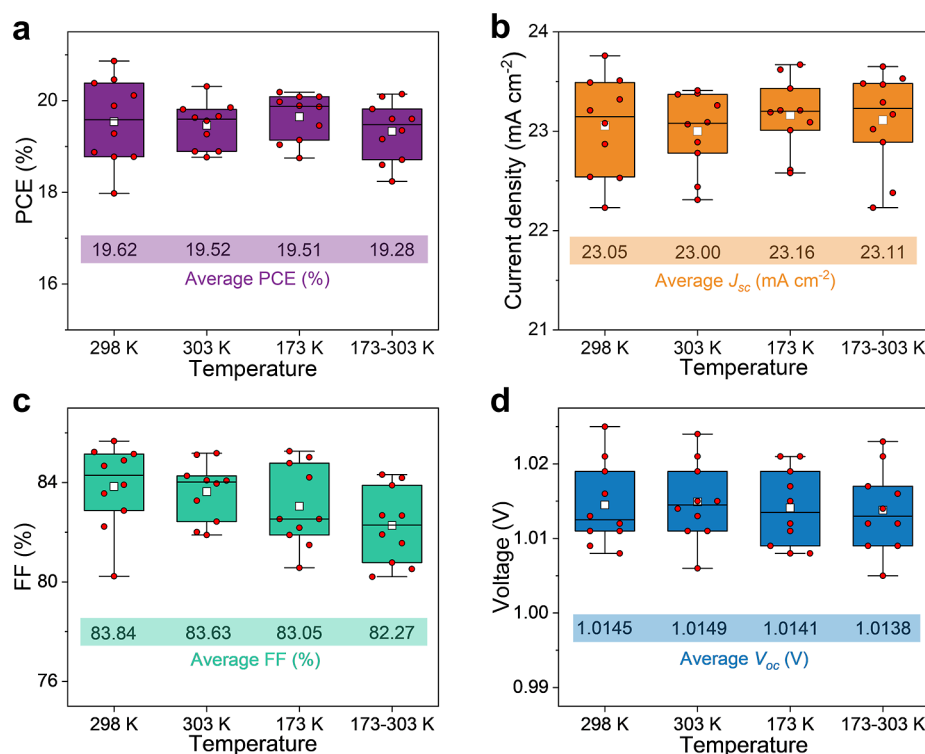 a
PCE (%)
20
18
16
19.62 19.52 19.51 19.28
Average PCE (%)
298 K 303 K 173 K 173-303 K
Temperature
b
Current density (mA cm⁻²)
24
23
22
21
23.05 23.00 23.16 23.11
Average Jsc (mA cm⁻²)
298 K 303 K 173 K 173-303 K
Temperature
c
FF (%)
84
80
76
83.84 83.63 83.05 82.27
Average FF (%)
298 K 303 K 173 K 173-303 K
Temperature
d
Voltage (V)
1.02
1.01
1.00
0.99
1.0145 1.0149 1.0141 1.0138
Average Voc (V)
298 K 303 K 173 K 173-303 K
Temperature